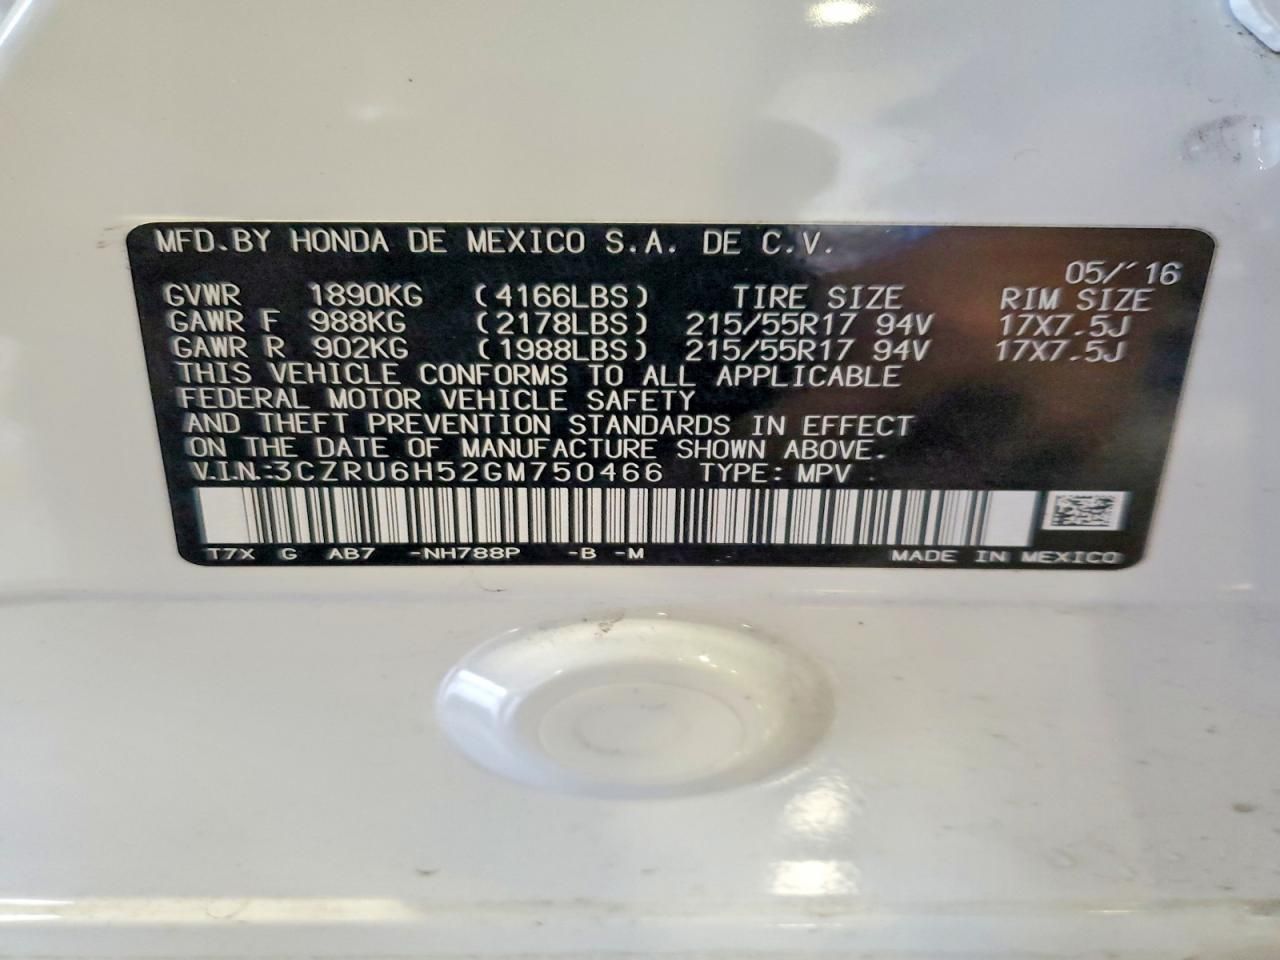 MFD.BY HONDA DE MEXICO S.A. DE C.V.
05/'16
GVWR 1890KG (4166LBS) TIRE SIZE RIM SIZE
GAWR F 988KG (2178LBS) 215/55R17 94V 17X7.5J
GAWR R 902KG (1988LBS) 215/55R17 94V 17X7.5J
THIS VEHICLE CONFORMS TO ALL APPLICABLE
FEDERAL MOTOR VEHICLE SAFETY
AND THEFT PREVENTION STANDARDS IN EFFECT
ON THE DATE OF MANUFACTURE SHOWN ABOVE.
V.I.N.:3CZRU6H52GM750466 TYPE: MPV
T7X G AB7 -NH788P -B -M MADE IN MEXICO